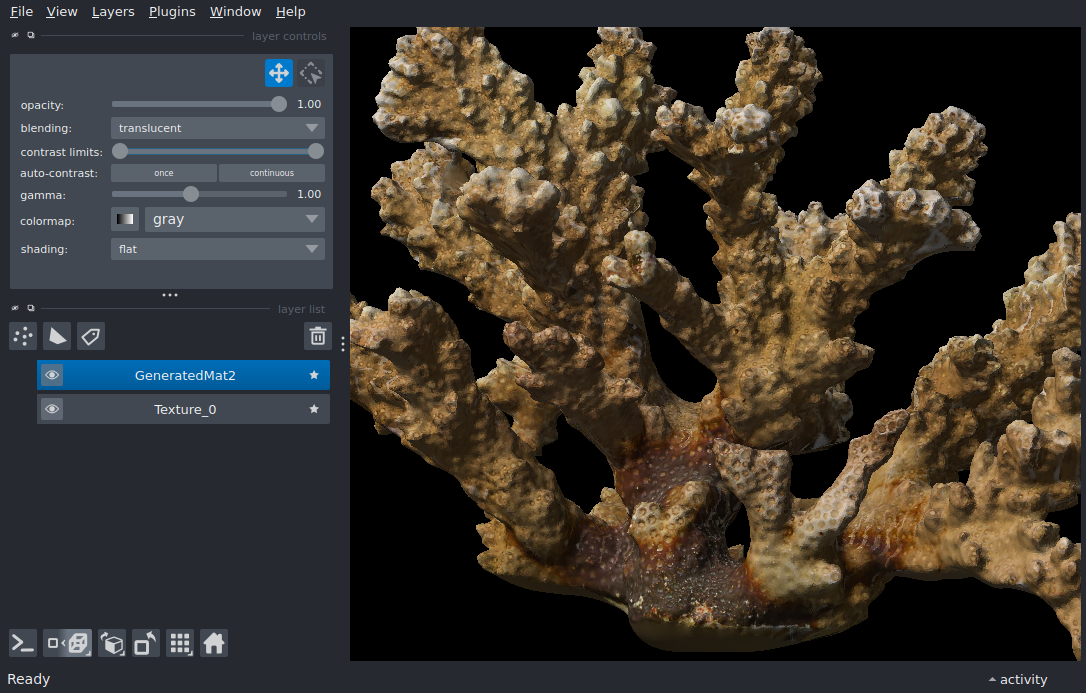 File View Layers Plugins Window Help
layer controls
opacity: 1.00
blending: translucent
contrast limits:
auto-contrast: once continuous
gamma: 1.00
colormap: gray
shading: flat
layer list
GeneratedMat2
Texture_0
Ready activity